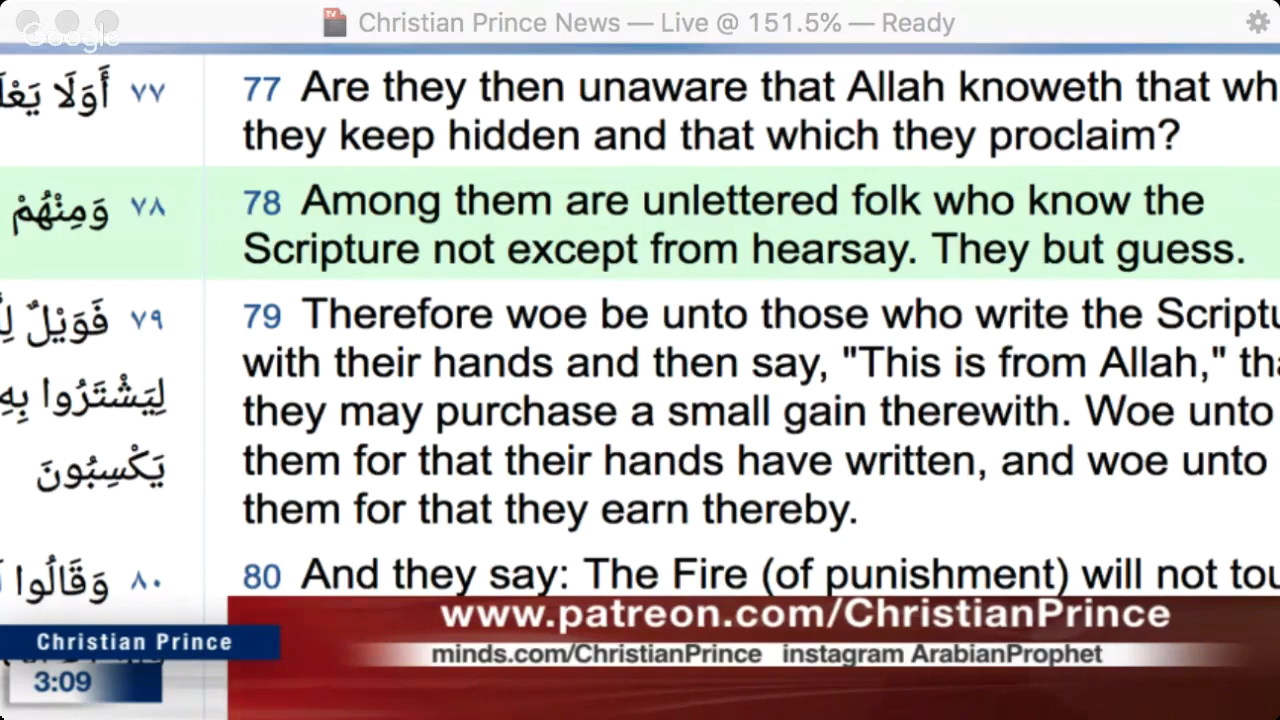 Christian Prince News — Live @ 151.5% — Ready
Google
٧٧ أَوَلَا
77 Are they then unaware that Allah knoweth that
they keep hidden and that which they proclaim?
٧٨ وَمِنْهُمْ
78 Among them are unlettered folk who know the
Scripture not except from hearsay. They but guess.
٧٩ فَوَيْلٌ
لِيَشْتَرُوا بِهِ
يَكْسِبُونَ
79 Therefore woe be unto those who write the
with their hands and then say, "This is from Allah,"
they may purchase a small gain therewith. Woe unto
them for that their hands have written, and woe unto
them for that they earn thereby.
٨٠ وَقَالُوا
80 And they say: The Fire (of punishment) will not
www.patreon.com/ChristianPrince
Christian Prince
minds.com/ChristianPrince instagram ArabianProphet
3:09